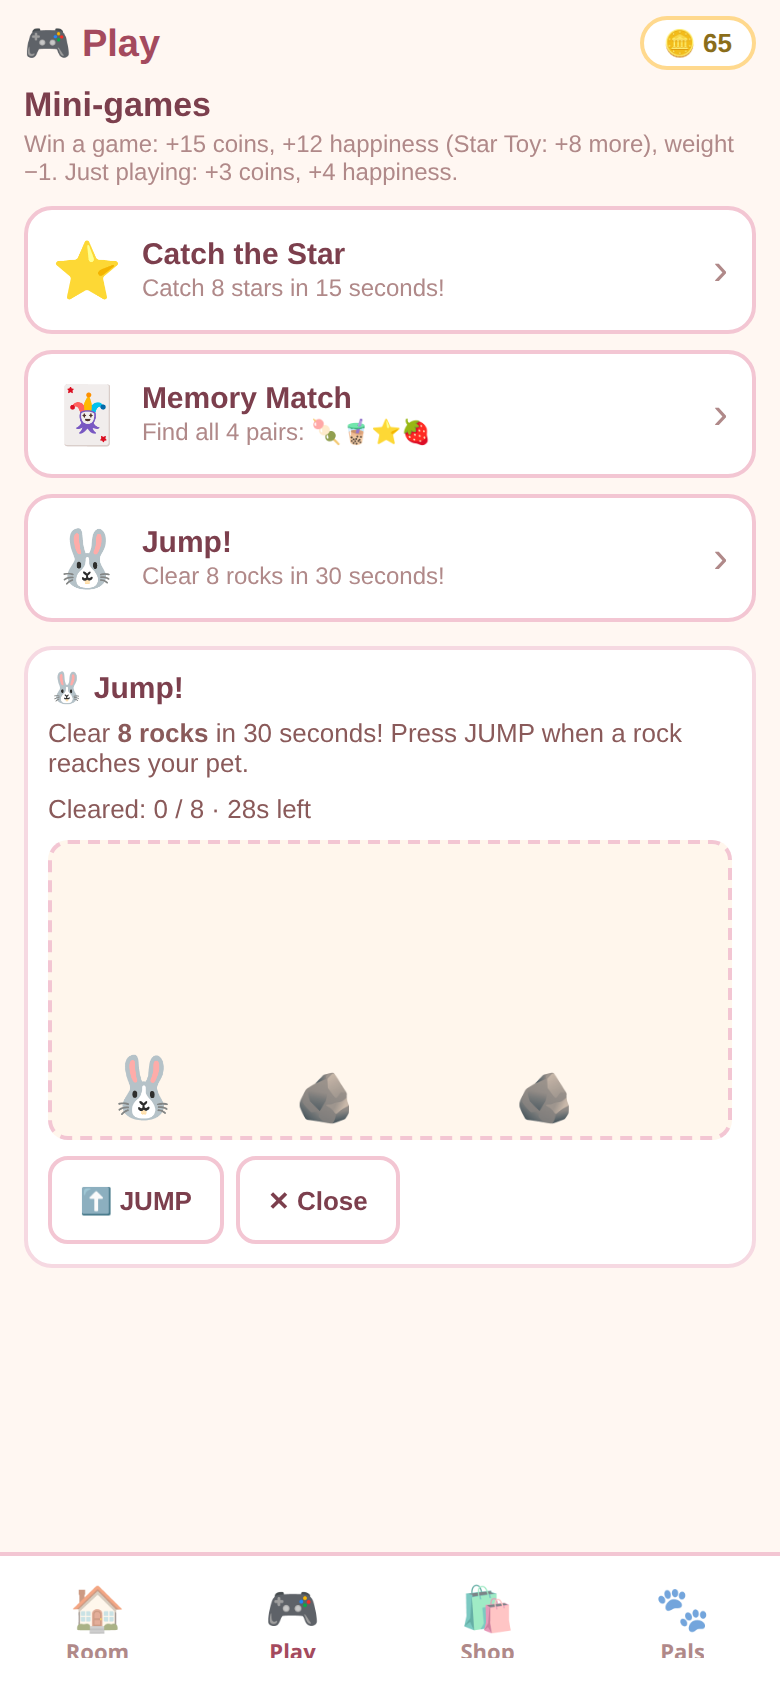 Play
65
Mini-games
Win a game: +15 coins, +12 happiness (Star Toy: +8 more), weight
−1. Just playing: +3 coins, +4 happiness.
Catch the Star
Catch 8 stars in 15 seconds!
›
Memory Match
Find all 4 pairs: 🍡🧋⭐🍓
›
Jump!
Clear 8 rocks in 30 seconds!
›
Jump!
Clear 8 rocks in 30 seconds! Press JUMP when a rock
reaches your pet.
Cleared: 0 / 8 · 28s left
⬆️ JUMP
✕ Close
Room
Play
Shop
Pals